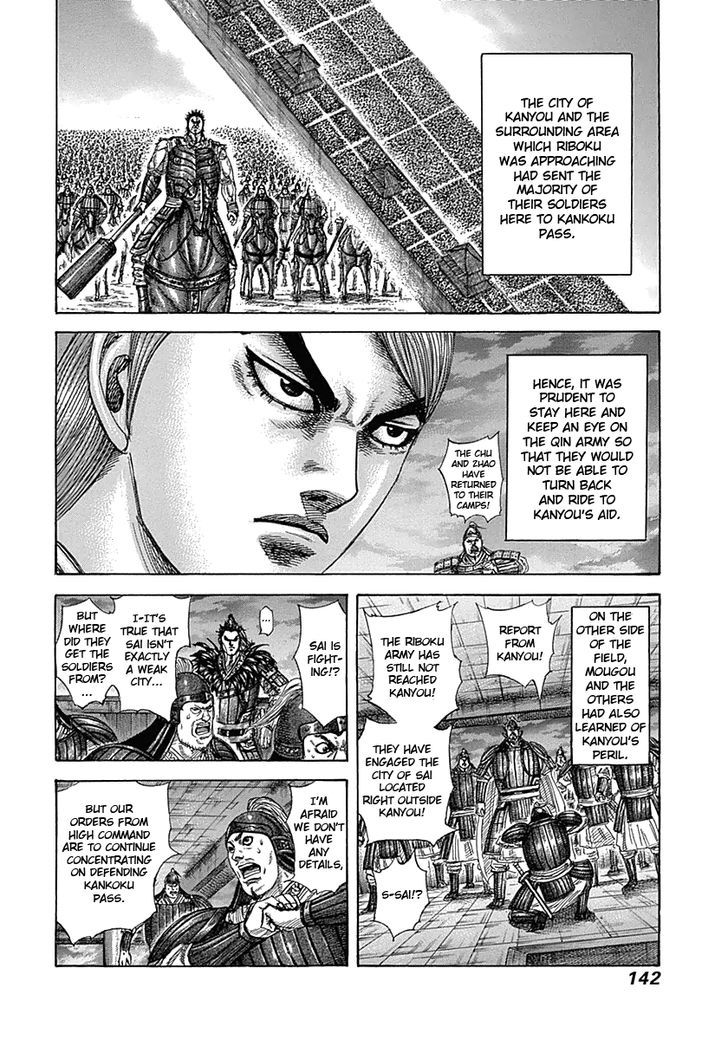 THE CITY OF
KANYOU AND THE
SURROUNDING AREA
WHICH RIBOKU
WAS APPROACHING
HAD SENT THE
MAJORITY OF
THEIR SOLDIERS
HERE TO KANKOKU
PASS.
HENCE, IT WAS
PRUDENT TO
STAY HERE AND
KEEP AN EYE ON
THE QIN ARMY SO
THAT THEY WOULD
NOT BE ABLE TO
TURN BACK
AND RIDE TO
KANYOU'S AID.
THE CHU
AND ZHAO
HAVE
RETURNED
TO THEIR
CAMPS!
ON THE
OTHER SIDE
OF THE
FIELD,
MOUGOU
AND THE
OTHERS
HAD ALSO
LEARNED OF
KANYOU'S
PERIL.
REPORT
FROM
KANYOU!
THE RIBOKU
ARMY HAS
STILL NOT
REACHED
KANYOU!
THEY HAVE
ENGAGED THE
CITY OF SAI
LOCATED
RIGHT OUTSIDE
KANYOU!
S-SAI!?
SAI IS
FIGHT-
ING!?
...
I-IT'S
TRUE THAT
SAI ISN'T
EXACTLY
A WEAK
CITY...
BUT
WHERE
DID THEY
GET THE
SOLDIERS
FROM?
...
I'M
AFRAID
WE DON'T
HAVE
ANY
DETAILS,
BUT OUR
ORDERS FROM
HIGH COMMAND
ARE TO CONTINUE
CONCENTRATING
ON DEFENDING
KANKOKU
PASS.
142